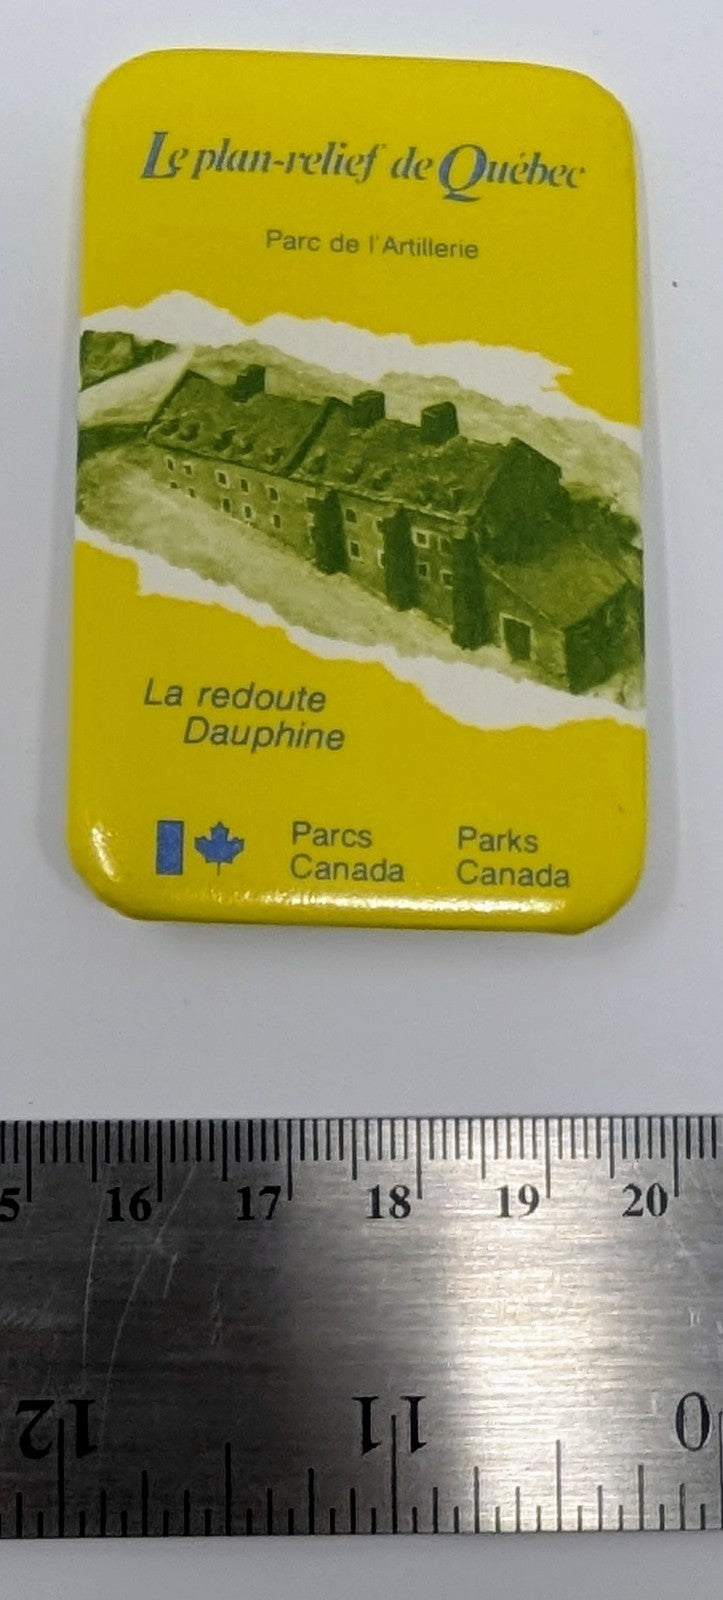 Le plan-relief de Québec
Parc de l'Artillerie
La redoute
Dauphine
Parcs Canada
Parks Canada
5 16 17 18 19 20
12 11 0